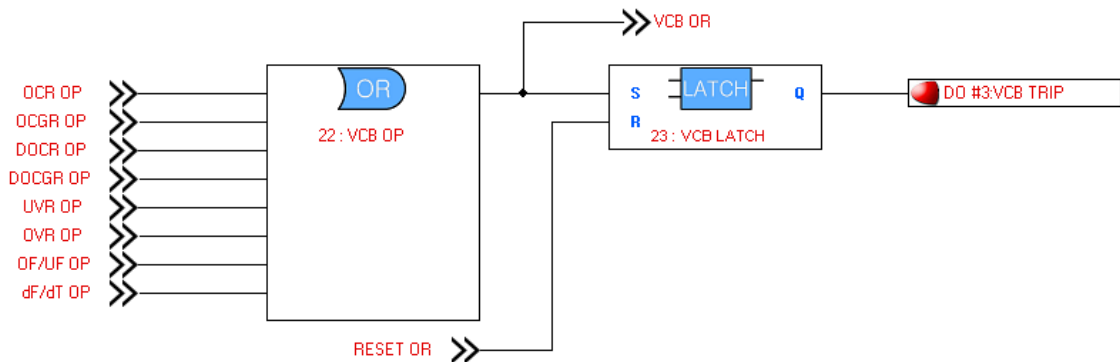 VCB OR
OCR OP
OCGR OP
DOCR OP
DOCGR OP
UVR OP
OVR OP
OF/UF OP
dF/dT OP
OR
22 : VCB OP
RESET OR
S
R
LATCH
Q
23 : VCB LATCH
DO #3:VCB TRIP